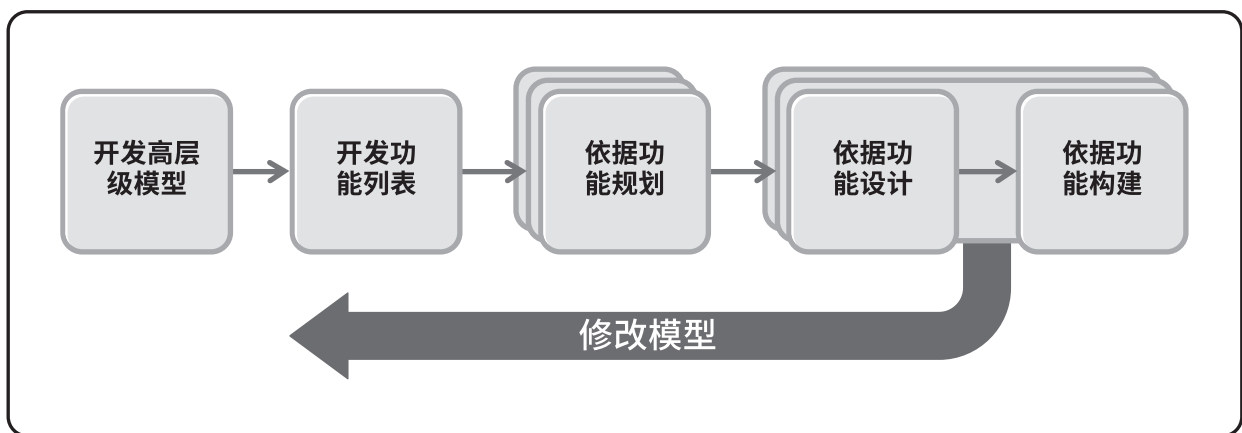 开发高层
级模型
开发功
能列表
依据功
能规划
依据功
能设计
依据功
能构建
修改模型